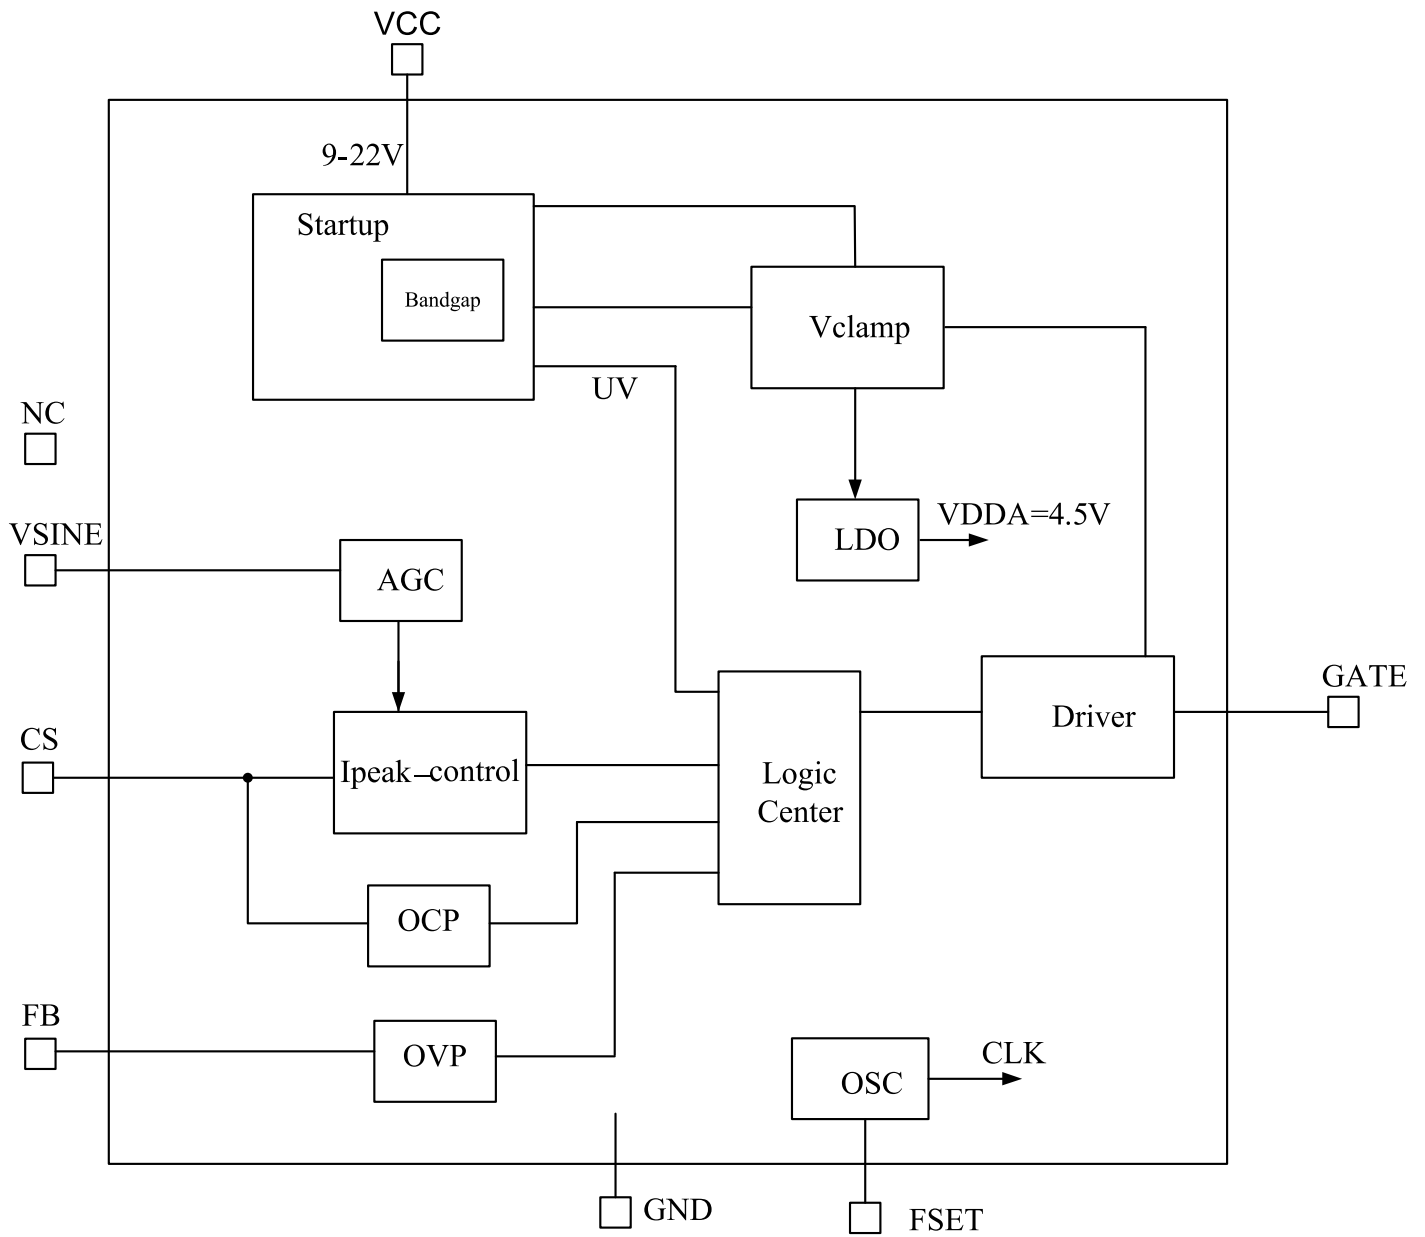 VCC
9-22V
Startup
Bandgap
Vclamp
UV
NC
VSINE
AGC
LDO
VDDA=4.5V
GATE
Driver
CS
Ipeak–control
Logic
Center
OCP
FB
OVP
OSC
CLK
GND
FSET